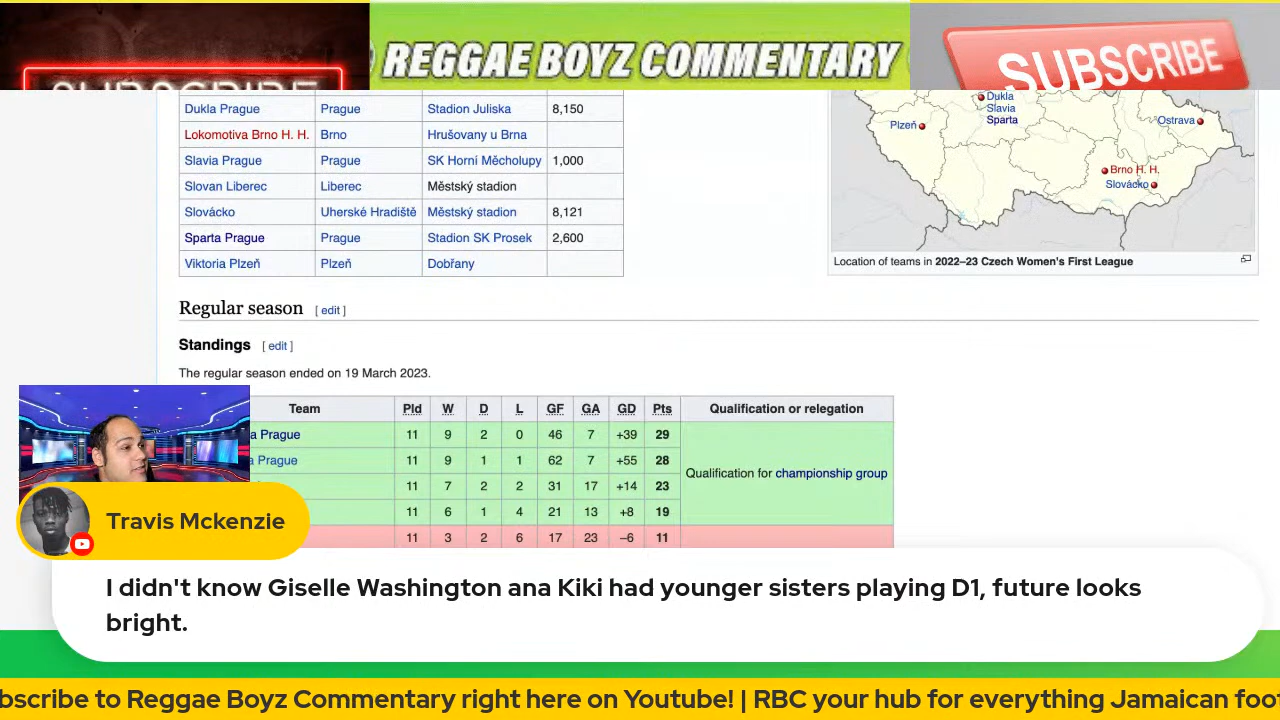 SUBSCRIBE
REGGAE BOYZ COMMENTARY
SUBSCRIBE
Dukla Prague Prague Stadion Juliska 8,150
Lokomotiva Brno H. H. Brno Hrušovany u Brna
Slavia Prague Prague SK Horní Měcholupy 1,000
Slovan Liberec Liberec Městský stadion
Slovácko Uherské Hradiště Městský stadion 8,121
Sparta Prague Prague Stadion SK Prosek 2,600
Viktoria Plzeň Plzeň Dobřany
Dukla
Slavia
Sparta
Plzeň
Ostrava
Brno H. H.
Slovácko
Location of teams in 2022–23 Czech Women's First League
Regular season [ edit ]
Standings [ edit ]
The regular season ended on 19 March 2023.
Team Pld W D L GF GA GD Pts Qualification or relegation
a Prague 11 9 2 0 46 7 +39 29
a Prague 11 9 1 1 62 7 +55 28
Qualification for championship group
11 7 2 2 31 17 +14 23
11 6 1 4 21 13 +8 19
11 3 2 6 17 23 –6 11
Travis Mckenzie
I didn't know Giselle Washington ana Kiki had younger sisters playing D1, future looks
bright.
bscribe to Reggae Boyz Commentary right here on Youtube! | RBC your hub for everything Jamaican foot